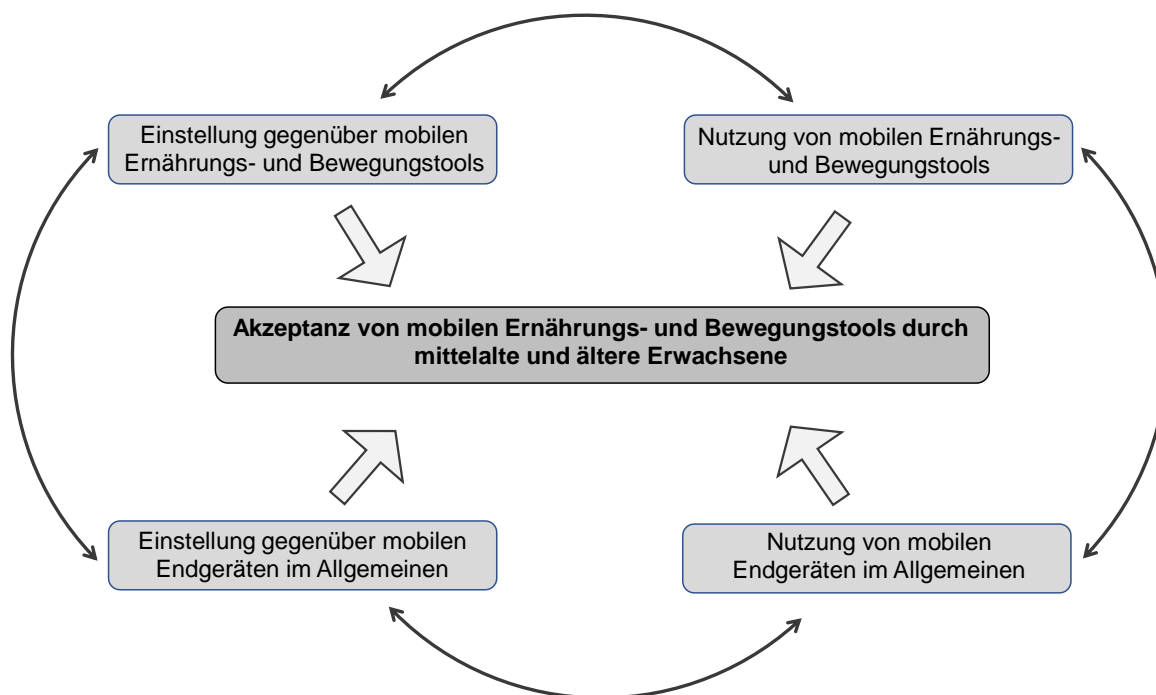 Einstellung gegenüber mobilen
Ernährungs- und Bewegungstools
Nutzung von mobilen Ernährungs-
und Bewegungstools
Akzeptanz von mobilen Ernährungs- und Bewegungstools durch
mittelalte und ältere Erwachsene
Einstellung gegenüber mobilen
Endgeräten im Allgemeinen
Nutzung von mobilen
Endgeräten im Allgemeinen